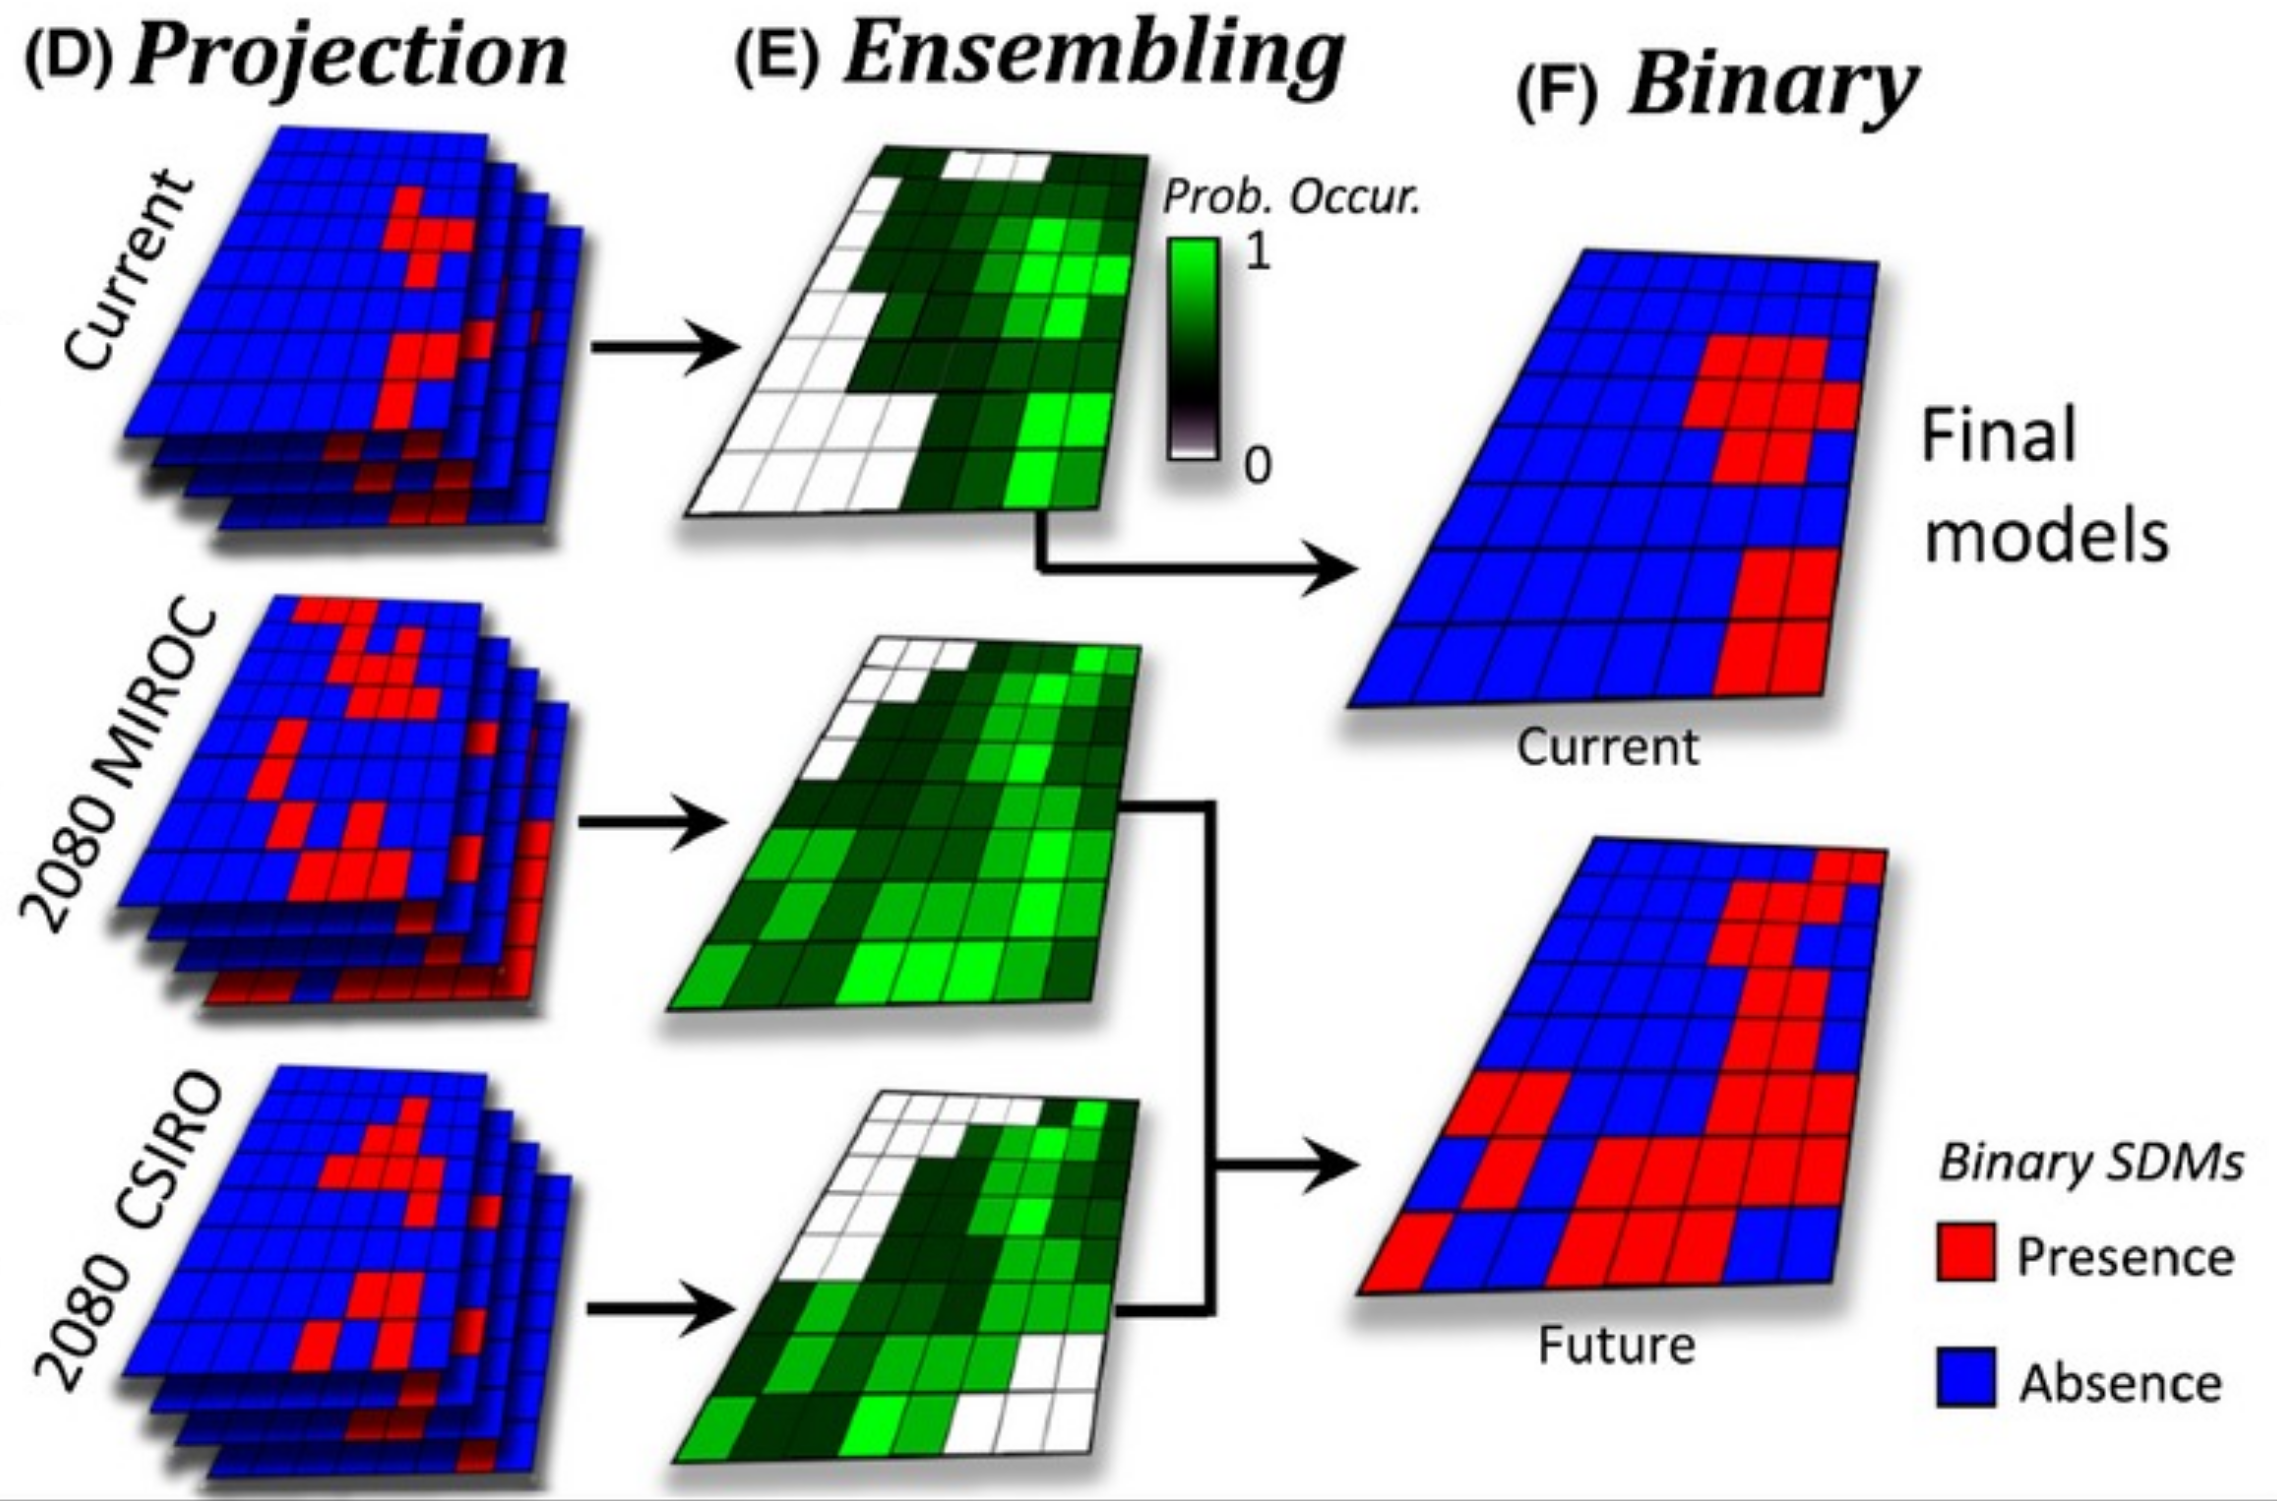 (D) Projection
(E) Ensembling
(F) Binary
Current
Prob. Occur.
1
0
Final
models
Current
2080 MIROC
2080 CSIRO
Future
Binary SDMs
Presence
Absence